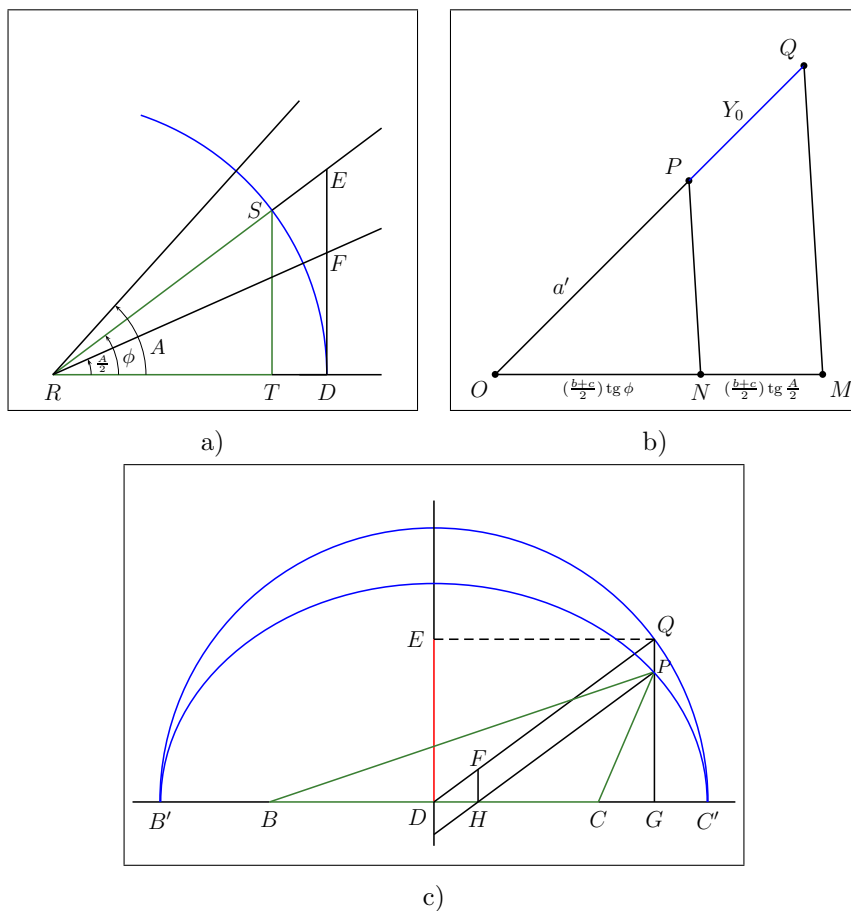 E
S
F
A/2
ϕ
A
R
T
D
a)
Q
Y₀
P
a′
O
((b+c)/2) tg ϕ
N
((b+c)/2) tg A/2
M
b)
Q
E
P
F
B′
B
D
H
C
G
C′
c)